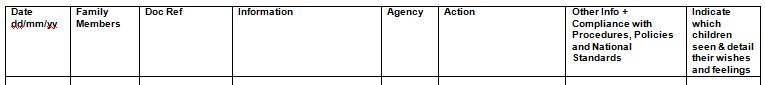 Date
dd/mm/yy
Family
Members
Doc Ref
Information
Agency
Action
Other Info +
Compliance with
Procedures, Policies
and National
Standards
Indicate
which
children
seen & detail
their wishes
and feelings